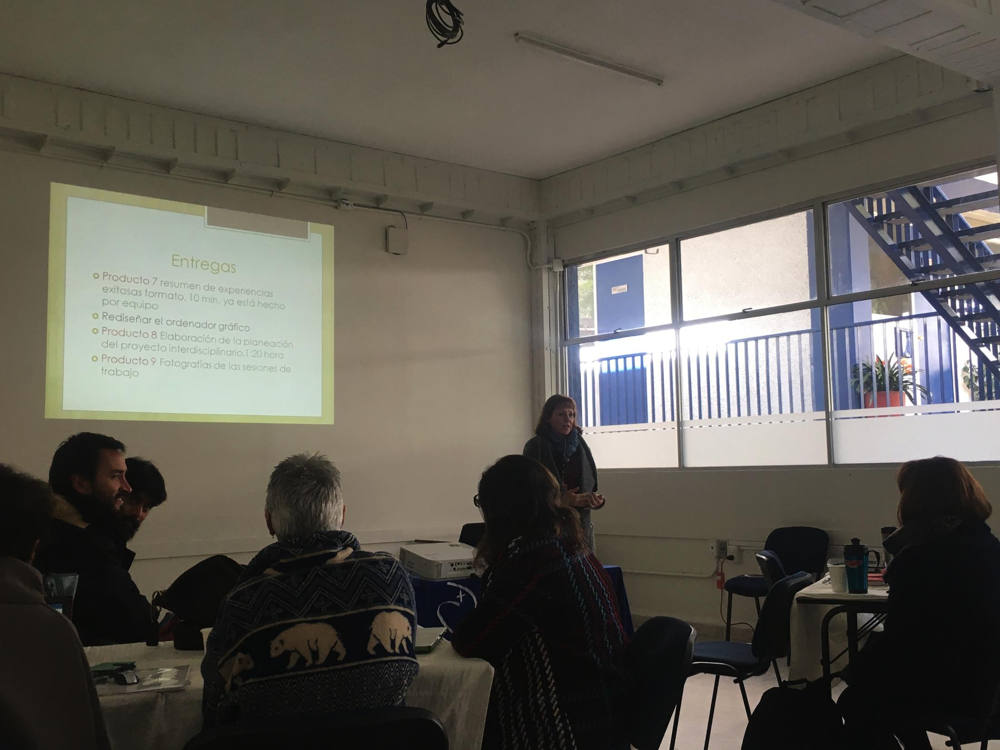 Entregas
Producto 7 resumen de experiencias
exitosas formato. 10 min. ya está hecho
por equipo
Rediseñar el ordenador gráfico
Producto 8 Elaboración de la planeación
del proyecto interdisciplinario.1:20 hora
Producto 9 Fotografías de las sesiones de
trabajo